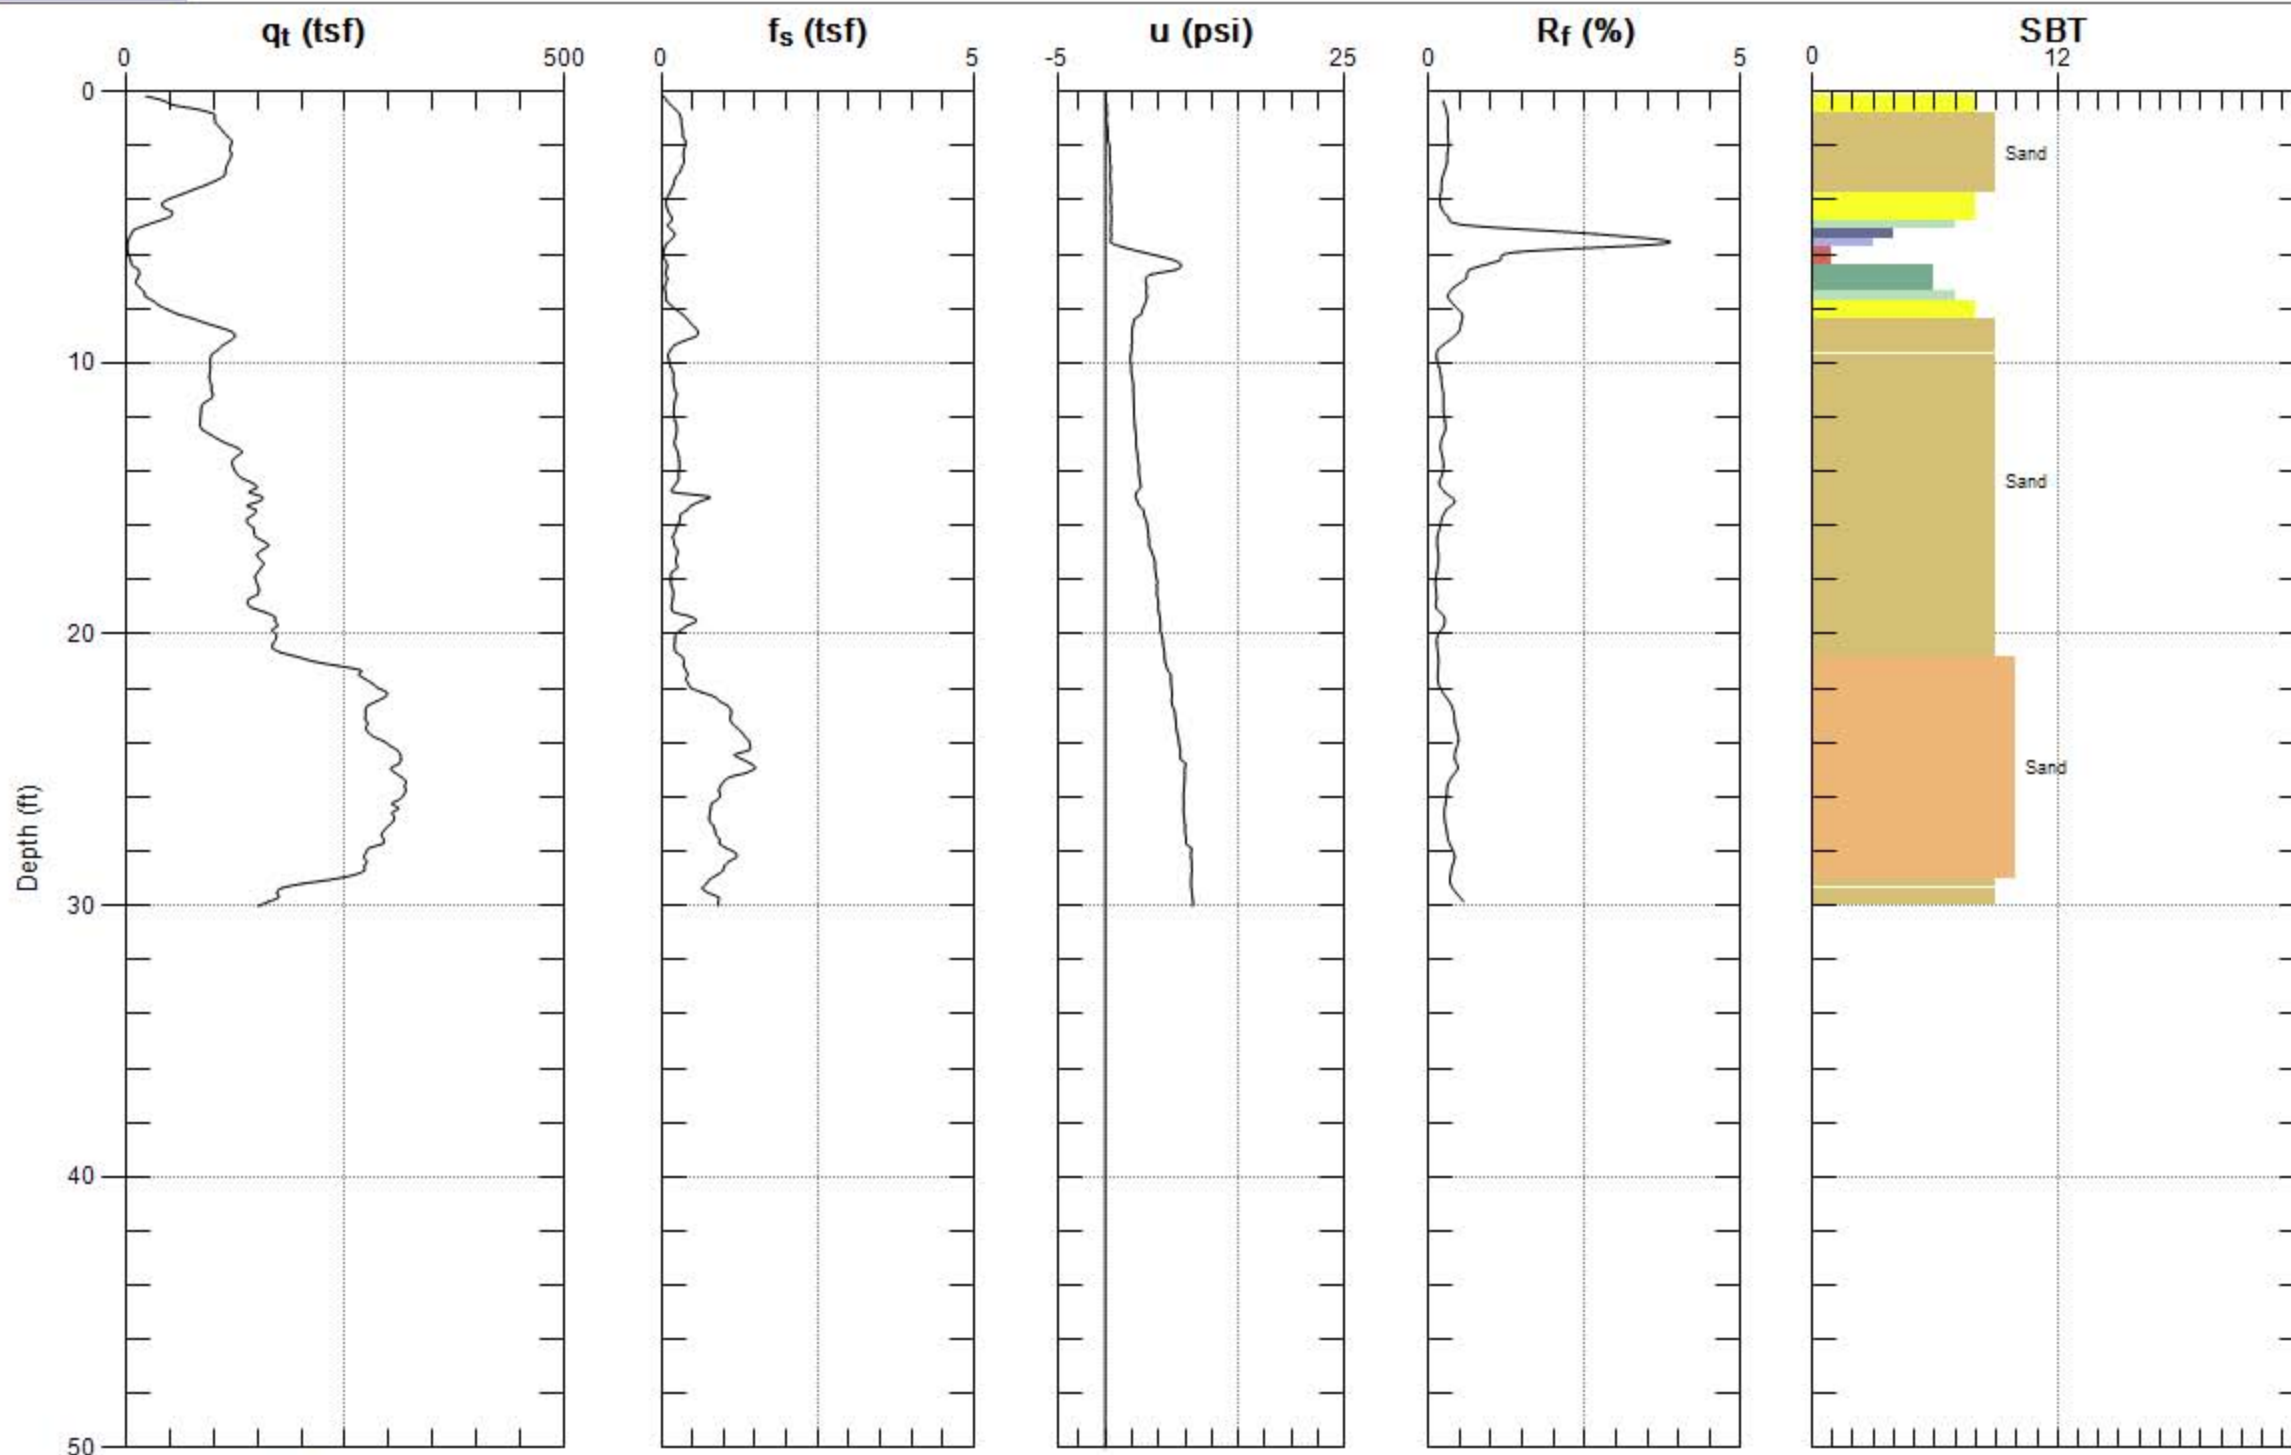 qt (tsf) fs (tsf) u (psi) Rf (%) SBT
0 500 0 5 -5 25 0 5 0 12
0
Sand
10
Sand
20
Sand
Depth (ft)
30
40
50